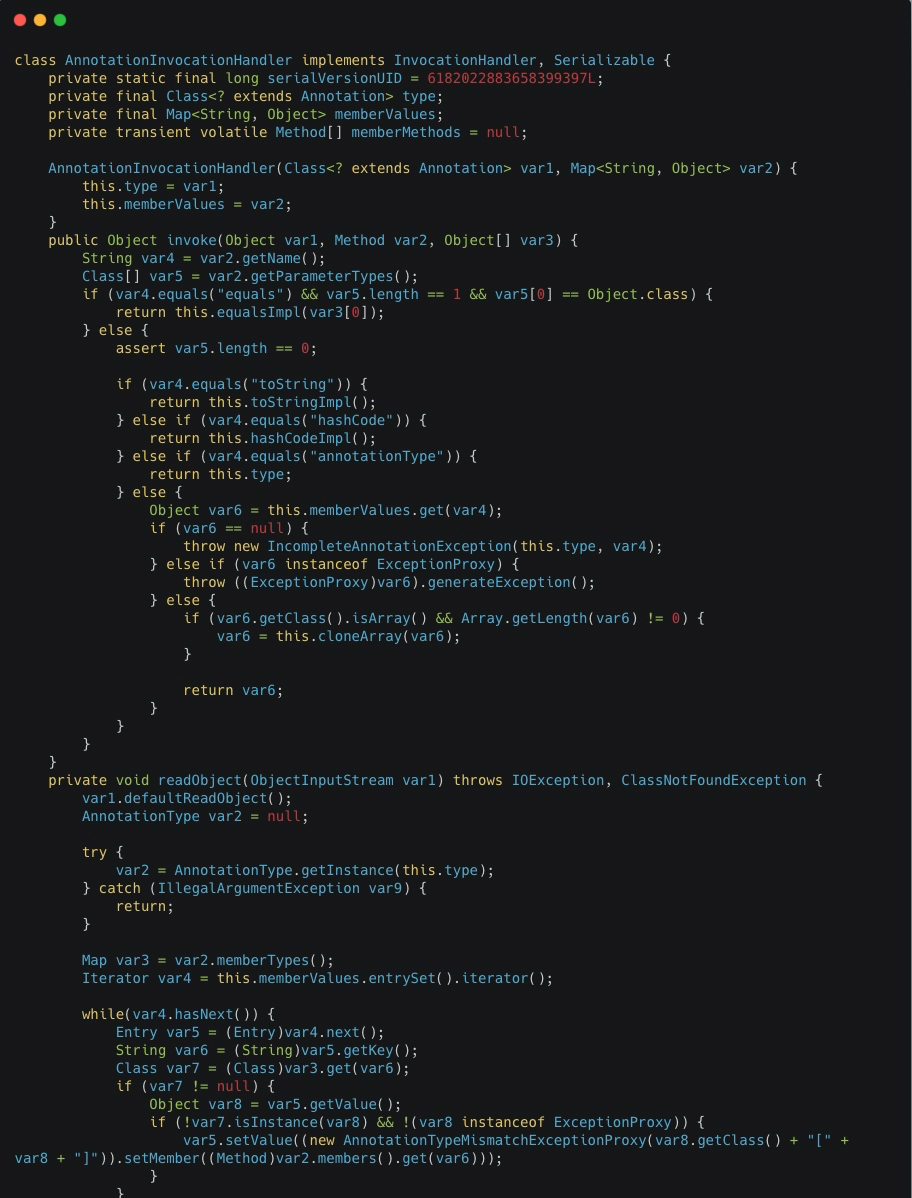 class AnnotationInvocationHandler implements InvocationHandler, Serializable {
    private static final long serialVersionUID = 6182022883658399397L;
    private final Class<? extends Annotation> type;
    private final Map<String, Object> memberValues;
    private transient volatile Method[] memberMethods = null;

    AnnotationInvocationHandler(Class<? extends Annotation> var1, Map<String, Object> var2) {
        this.type = var1;
        this.memberValues = var2;
    }
    public Object invoke(Object var1, Method var2, Object[] var3) {
        String var4 = var2.getName();
        Class[] var5 = var2.getParameterTypes();
        if (var4.equals("equals") && var5.length == 1 && var5[0] == Object.class) {
            return this.equalsImpl(var3[0]);
        } else {
            assert var5.length == 0;

            if (var4.equals("toString")) {
                return this.toStringImpl();
            } else if (var4.equals("hashCode")) {
                return this.hashCodeImpl();
            } else if (var4.equals("annotationType")) {
                return this.type;
            } else {
                Object var6 = this.memberValues.get(var4);
                if (var6 == null) {
                    throw new IncompleteAnnotationException(this.type, var4);
                } else if (var6 instanceof ExceptionProxy) {
                    throw ((ExceptionProxy)var6).generateException();
                } else {
                    if (var6.getClass().isArray() && Array.getLength(var6) != 0) {
                        var6 = this.cloneArray(var6);
                    }

                    return var6;
                }
            }
        }
    }
    private void readObject(ObjectInputStream var1) throws IOException, ClassNotFoundException {
        var1.defaultReadObject();
        AnnotationType var2 = null;

        try {
            var2 = AnnotationType.getInstance(this.type);
        } catch (IllegalArgumentException var9) {
            return;
        }

        Map var3 = var2.memberTypes();
        Iterator var4 = this.memberValues.entrySet().iterator();

        while(var4.hasNext()) {
            Entry var5 = (Entry)var4.next();
            String var6 = (String)var5.getKey();
            Class var7 = (Class)var3.get(var6);
            if (var7 != null) {
                Object var8 = var5.getValue();
                if (!var7.isInstance(var8) && !(var8 instanceof ExceptionProxy)) {
                    var5.setValue((new AnnotationTypeMismatchExceptionProxy(var8.getClass() + "[" +
var8 + "]")).setMember((Method)var2.members().get(var6)));
                }
            }